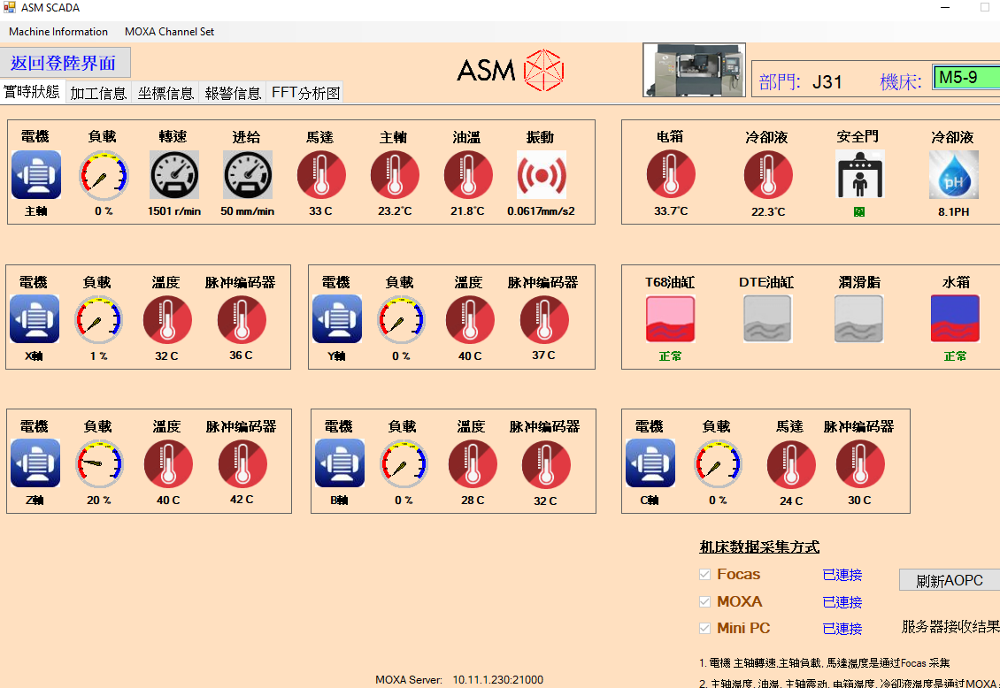 ASM SCADA
Machine Information MOXA Channel Set
返回登陸界面
ASM
部門: J31 機床: M5-9
實時狀態 加工信息 坐標信息 報警信息 FFT分析图
電機 負載 轉速 进给 馬達 主軸 油溫 振動
主軸 0 % 1501 r/min 50 mm/min 33 C 23.2°C 21.8°C 0.0617mm/s2
电箱 冷卻液 安全門 冷卻液
pH
33.7°C 22.3°C 關 8.1PH
電機 負載 溫度 脉冲编码器
X軸 1 % 32 C 36 C
電機 負載 溫度 脉冲编码器
Y軸 0 % 40 C 37 C
T68油缸 DTE油缸 潤滑脂 水箱
正常 正常
電機 負載 溫度 脉冲编码器
Z軸 20 % 40 C 42 C
電機 負載 溫度 脉冲编码器
B軸 0 % 28 C 32 C
電機 負載 馬達 脉冲编码器
C軸 0 % 24 C 30 C
机床数据采集方式
Focas 已連接 刷新AOPC
MOXA 已連接
Mini PC 已連接 服务器接收结果
1. 電機 主轴轉速,主轴負載, 馬達溫度是通过Focas 采集
2. 主轴温度, 油温, 主轴震动, 电箱温度, 冷卻液温度是通过MOXA
MOXA Server: 10.11.1.230:21000